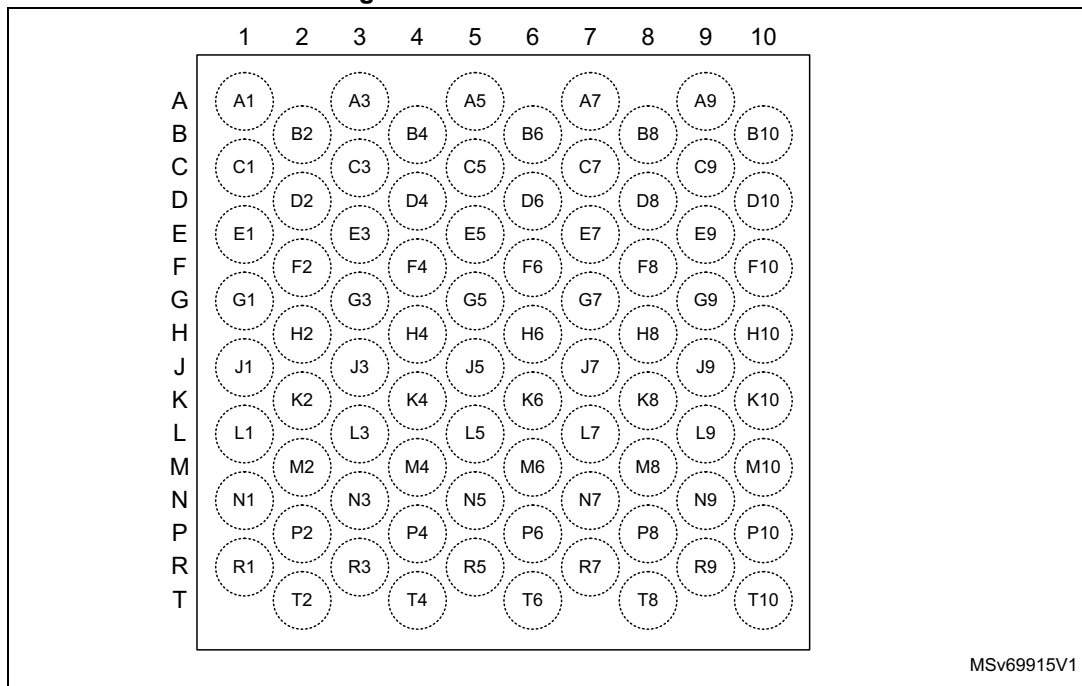 1 2 3 4 5 6 7 8 9 10
A A1 A3 A5 A7 A9
B B2 B4 B6 B8 B10
C C1 C3 C5 C7 C9
D D2 D4 D6 D8 D10
E E1 E3 E5 E7 E9
F F2 F4 F6 F8 F10
G G1 G3 G5 G7 G9
H H2 H4 H6 H8 H10
J J1 J3 J5 J7 J9
K K2 K4 K6 K8 K10
L L1 L3 L5 L7 L9
M M2 M4 M6 M8 M10
N N1 N3 N5 N7 N9
P P2 P4 P6 P8 P10
R R1 R3 R5 R7 R9
T T2 T4 T6 T8 T10
MSv69915V1